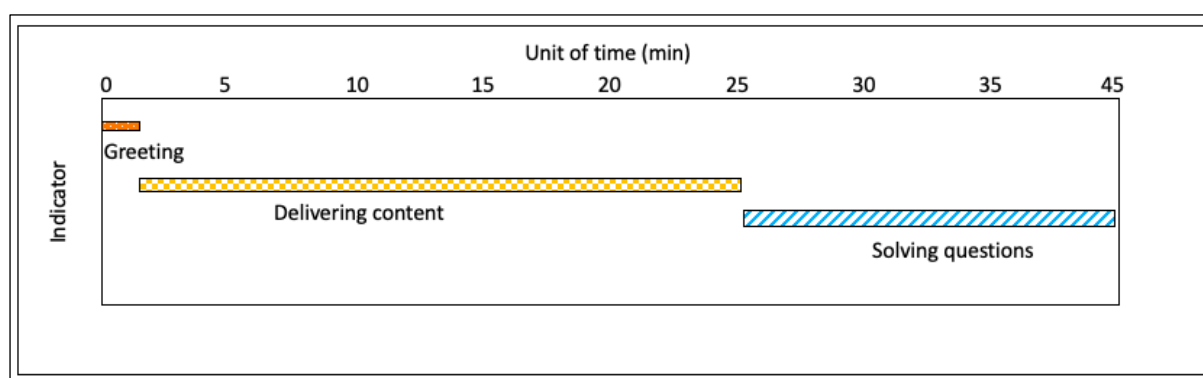 Unit of time (min)
0 5 10 15 20 25 30 35 45
Greeting
Indicator
Delivering content
Solving questions